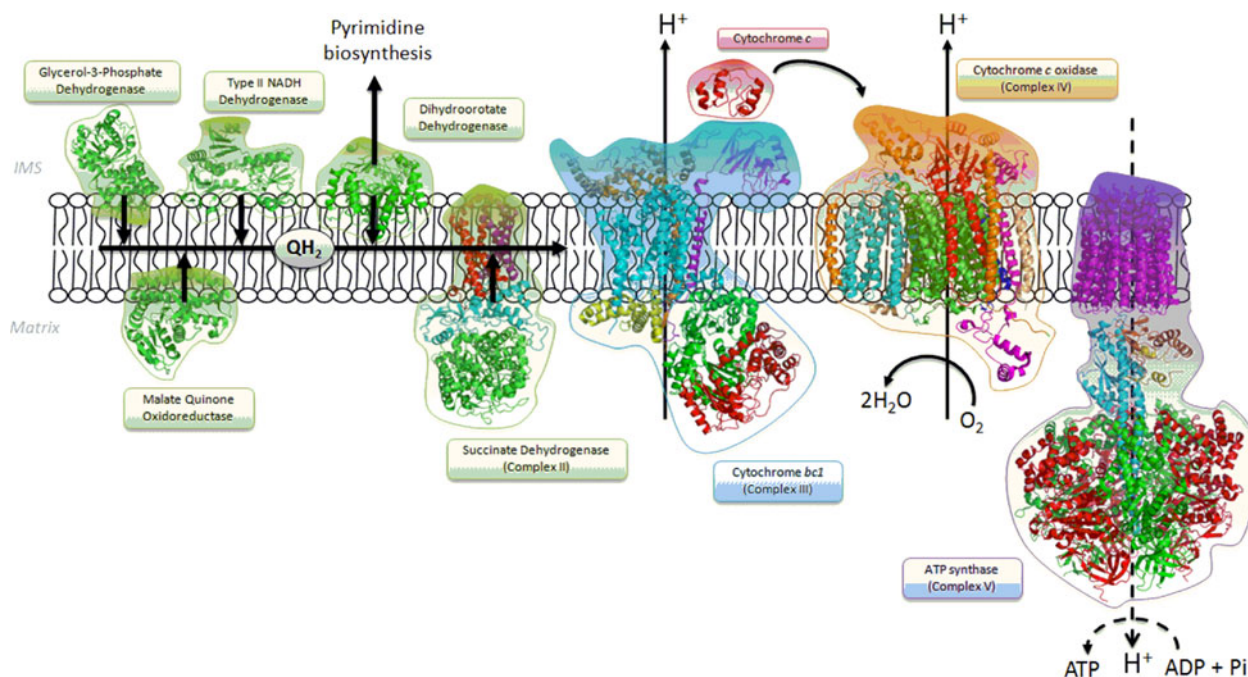 Pyrimidine
biosynthesis
H⁺
Cytochrome c
H⁺
Glycerol-3-Phosphate
Dehydrogenase
Type II NADH
Dehydrogenase
Dihydroorotate
Dehydrogenase
Cytochrome c oxidase
(Complex IV)
IMS
QH₂
Matrix
Malate Quinone
Oxidoreductase
2H₂O
O₂
Succinate Dehydrogenase
(Complex II)
Cytochrome bc1
(Complex III)
ATP synthase
(Complex V)
ATP
H⁺
ADP + Pi